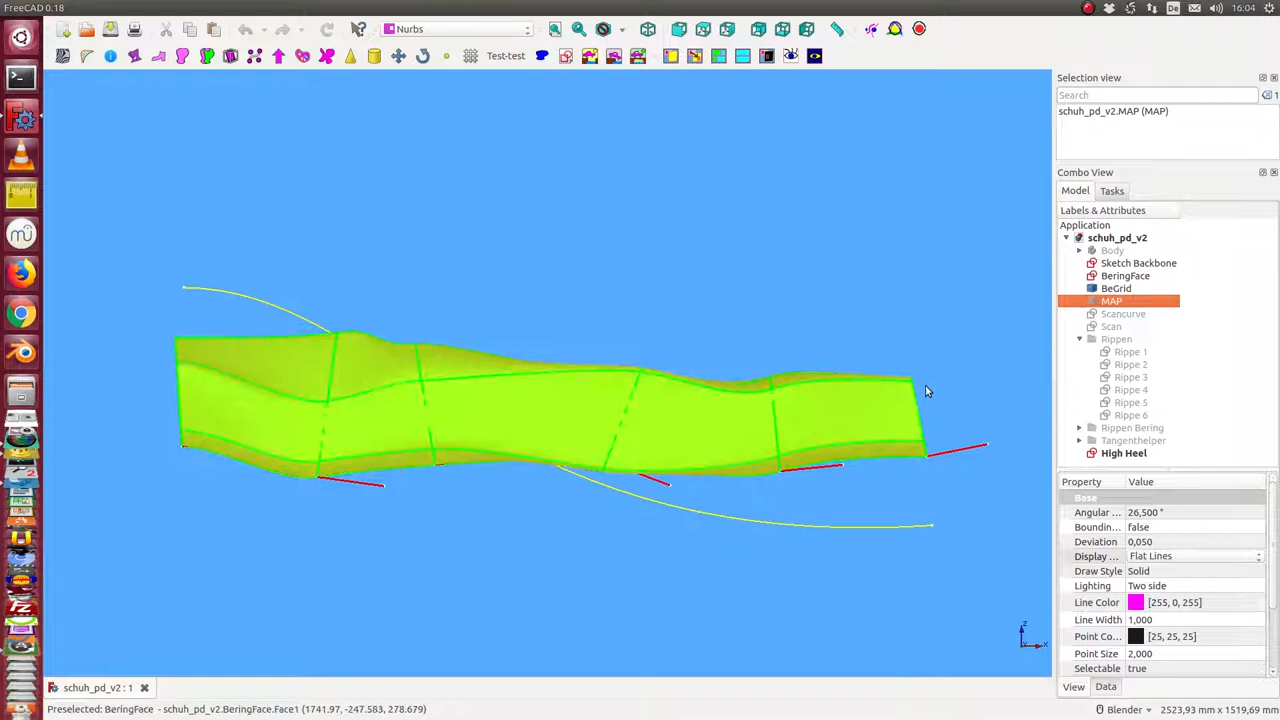 FreeCAD 0.18
De
16:04
Nurbs
Test-test
Selection view
Search
1
schuh_pd_v2.MAP (MAP)
Combo View
Model
Tasks
Labels & Attributes
Application
schuh_pd_v2
Body
Sketch Backbone
BeringFace
BeGrid
MAP
Scancurve
Scan
Rippen
Rippe 1
Rippe 2
Rippe 3
Rippe 4
Rippe 5
Rippe 6
Rippen Bering
Tangenthelper
High Heel
Property Value
Base
Angular ... 26,500 °
Boundin... false
Deviation 0,050
Display ... Flat Lines
Draw Style Solid
Lighting Two side
Line Color [255, 0, 255]
Line Width 1,000
Point Co... [25, 25, 25]
Point Size 2,000
Selectable true
View
Data
z
x
schuh_pd_v2 : 1
Preselected: BeringFace - schuh_pd_v2.BeringFace.Face1 (1741.97, -247.583, 278.679)
Blender
2523,93 mm x 1519,69 mm